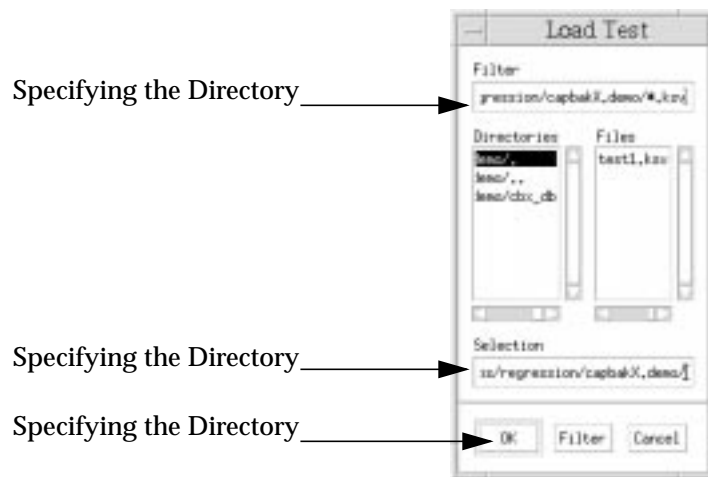 Load Test
Filter
Specifying the Directory
gression/capbakX.demo/*.ksv
Directories Files
demo/. test1.ksv
demo/..
demo/cbx_db
Selection
Specifying the Directory
ss/regression/capbakX.demo/
Specifying the Directory
OK Filter Cancel